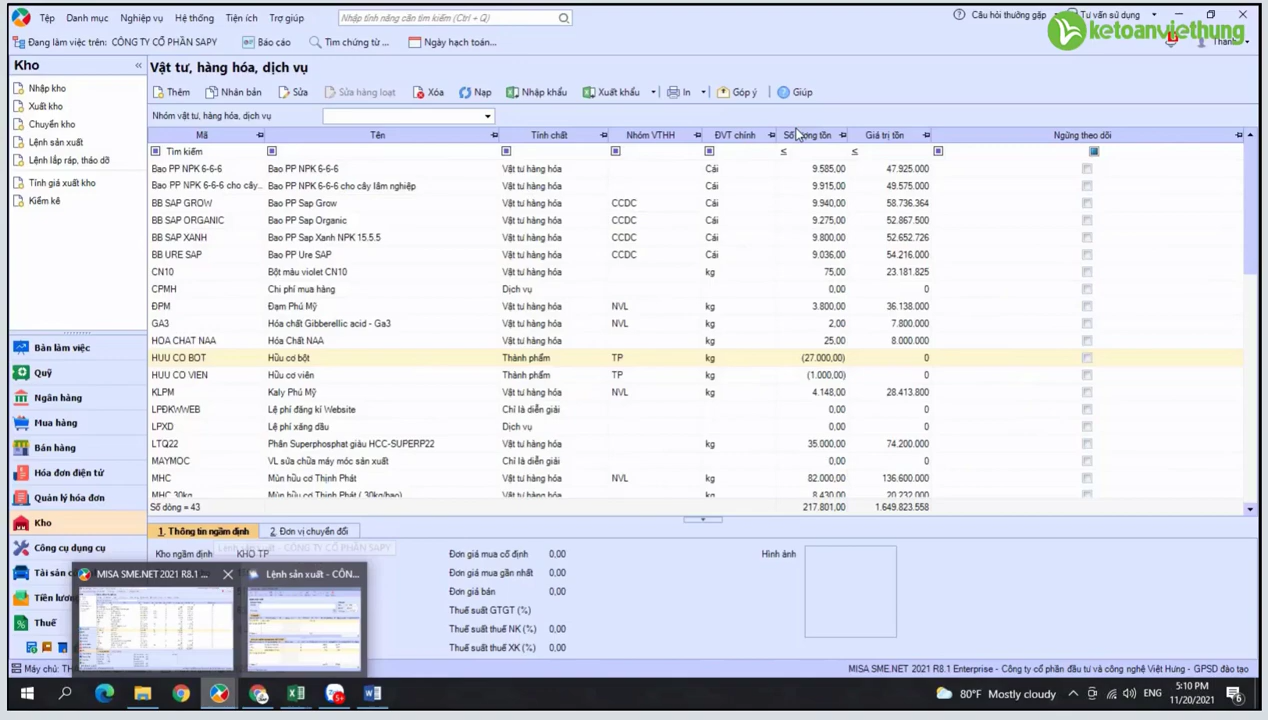 Tệp Danh mục Nghiệp vụ Hệ thống Tiện ích Trợ giúp Nhập tính năng cần tìm kiếm (Ctrl + Q) Câu hỏi thường gặp Tư vấn sử dụng
ketoanviethung
Đang làm việc trên: CÔNG TY CỔ PHẦN SAPY Báo cáo Tìm chứng từ ... Ngày hạch toán...
Kho «
Vật tư, hàng hóa, dịch vụ
Nhập kho
Xuất kho
Chuyển kho
Lệnh sản xuất
Lệnh lắp ráp, tháo dỡ
Tính giá xuất kho
Kiểm kê
Thêm Nhân bản Sửa Sửa hàng loạt Xóa Nạp Nhập khẩu Xuất khẩu In Góp ý Giúp
Nhóm vật tư, hàng hóa, dịch vụ
Mã Tên Tính chất Nhóm VTHH ĐVT chính Giá trị tồn Ngừng theo dõi
Tìm kiếm ≤ ≤
Bao PP NPK 6-6-6 Bao PP NPK 6-6-6 Vật tư hàng hóa Cái 9.585,00 47.925.000
Bao PP NPK 6-6-6 cho cây... Bao PP NPK 6-6-6 cho cây lâm nghiệp Vật tư hàng hóa Cái 9.915,00 49.575.000
BB SAP GROW Bao PP Sap Grow Vật tư hàng hóa CCDC Cái 9.940,00 58.736.364
BB SAP ORGANIC Bao PP Sap Organic Vật tư hàng hóa CCDC Cái 9.275,00 52.867.500
BB SAP XANH Bao PP Sap Xanh NPK 15.5.5 Vật tư hàng hóa CCDC Cái 9.800,00 52.652.726
BB URE SAP Bao PP Ure SAP Vật tư hàng hóa CCDC Cái 9.036,00 54.216.000
CN10 Bột màu violet CN10 Vật tư hàng hóa kg 75,00 23.181.825
CPMH Chi phí mua hàng Dịch vụ 0,00 0
ĐPM Đạm Phú Mỹ Vật tư hàng hóa NVL kg 3.800,00 36.138.000
GA3 Hóa chất Gibberellic acid - Ga3 Vật tư hàng hóa NVL kg 2,00 7.800.000
HOA CHAT NAA Hóa Chất NAA Vật tư hàng hóa kg 25,00 8.000.000
HUU CO BOT Hữu cơ bột Thành phẩm TP kg (27.000,00) 0
HUU CO VIEN Hữu cơ viên Thành phẩm TP kg (1.000,00) 0
KLPM Kaly Phú Mỹ Vật tư hàng hóa NVL kg 4.148,00 28.413.800
LPĐKWWEB Lệ phí đăng kí Website Chỉ là diễn giải 0,00 0
LPXD Lệ phí xăng dầu Dịch vụ 0,00 0
LTQ22 Phân Superphosphat giàu HCC-SUPERP22 Vật tư hàng hóa kg 35.000,00 74.200.000
MAYMOC VL sửa chữa máy móc sản xuất Chỉ là diễn giải 0,00 0
MHC Mùn hữu cơ Thịnh Phát Vật tư hàng hóa NVL kg 82.000,00 136.600.000
MHC 30kg Mùn hữu cơ Thịnh Phát ( 30kg/bao) Vật tư hàng hóa kg 8.430,00 20.232.000
Số dòng = 43 217.801,00 1.649.823.558
Bàn làm việc
Quỹ
Ngân hàng
Mua hàng
Bán hàng
Hóa đơn điện tử
Quản lý hóa đơn
Kho
Công cụ dụng cụ
Thuế
1. Thông tin ngầm định 2. Đơn vị chuyển đổi
Kho ngầm định KHO TP
Đơn giá mua cố định 0,00
Đơn giá mua gần nhất 0,00
Đơn giá bán 0,00
Thuế suất GTGT (%)
Thuế suất thuế NK (%) 0,00
Thuế suất thuế XK (%) 0,00
Hình ảnh
MISA SME.NET 2021 R8.1 ... Lệnh sản xuất - CÔN...
MISA SME.NET 2021 R8.1 Enterprise - Công ty cổ phần đầu tư và công nghệ Việt Hưng - GPSD đào tạo
80°F Mostly cloudy ENG 5:10 PM
11/20/2021 6